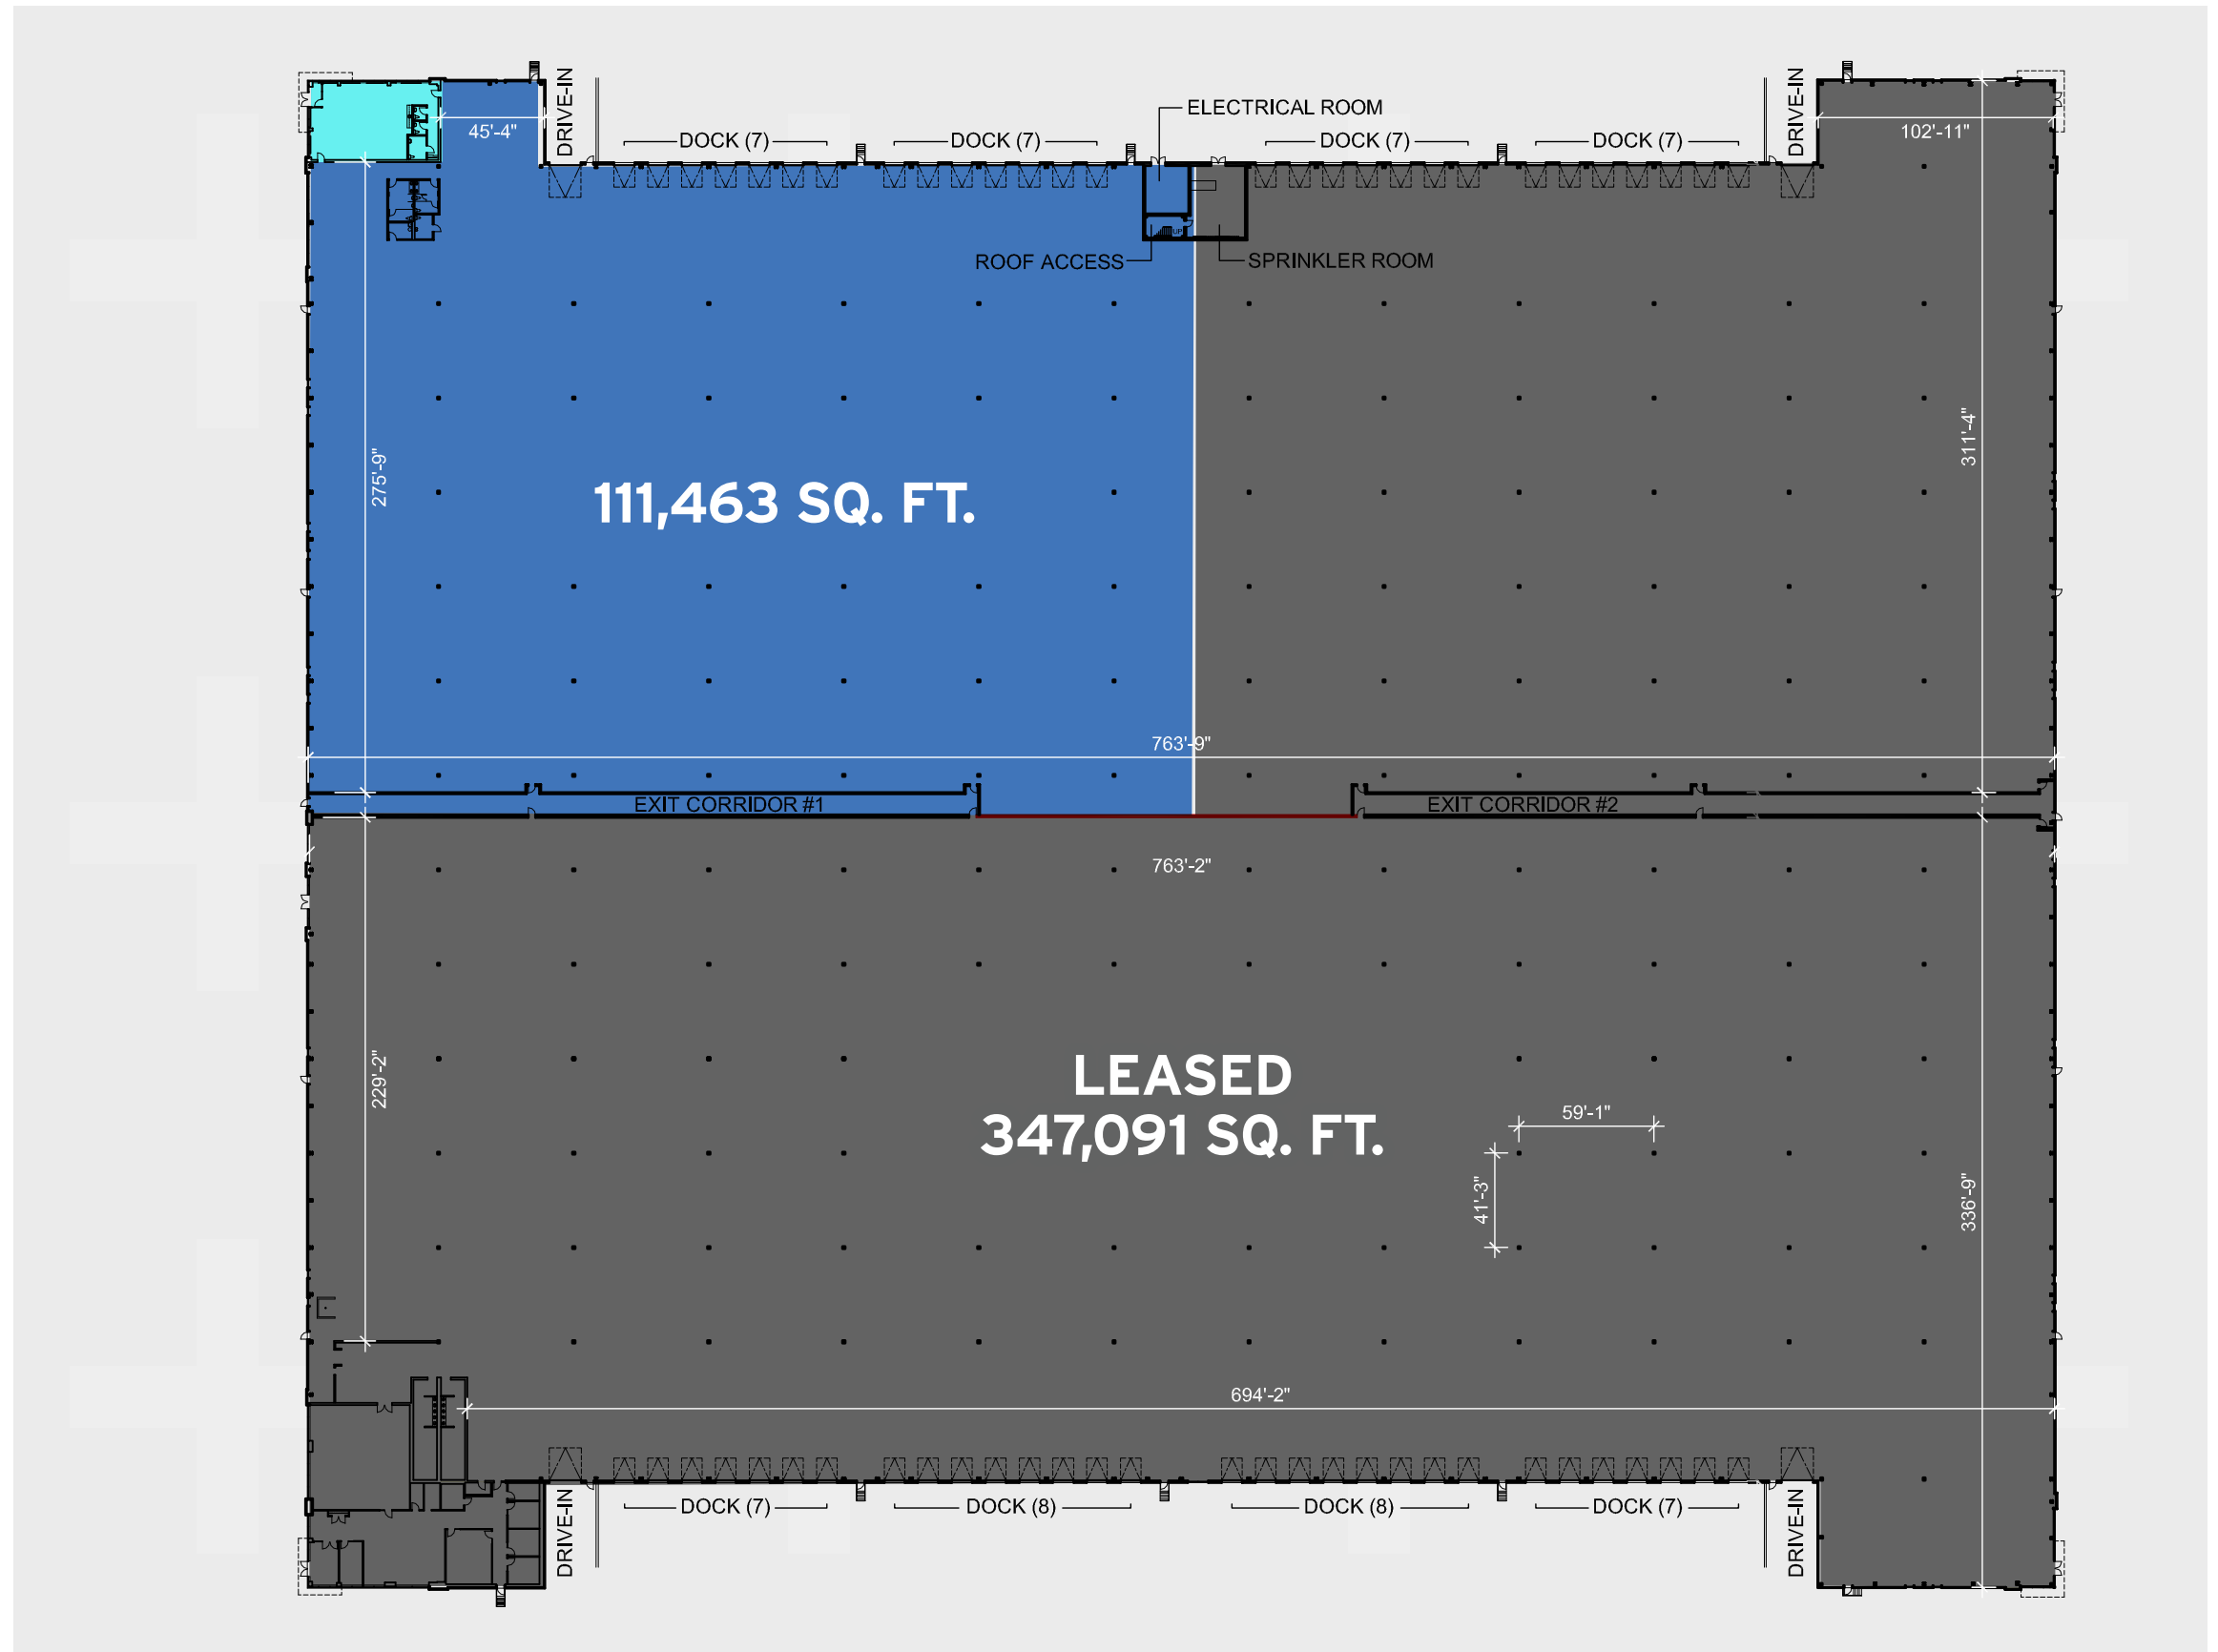 DRIVE-IN
DRIVE-IN
ELECTRICAL ROOM
45'-4"
102'-11"
DOCK (7)
DOCK (7)
DOCK (7)
DOCK (7)
UP
ROOF ACCESS
SPRINKLER ROOM
275'-9"
311'-4"
111,463 SQ. FT.
763'-9"
EXIT CORRIDOR #1
EXIT CORRIDOR #2
763'-2"
229'-2"
LEASED
347,091 SQ. FT.
59'-1"
41'-3"
336'-9"
694'-2"
DOCK (7)
DOCK (8)
DOCK (8)
DOCK (7)
DRIVE-IN
DRIVE-IN